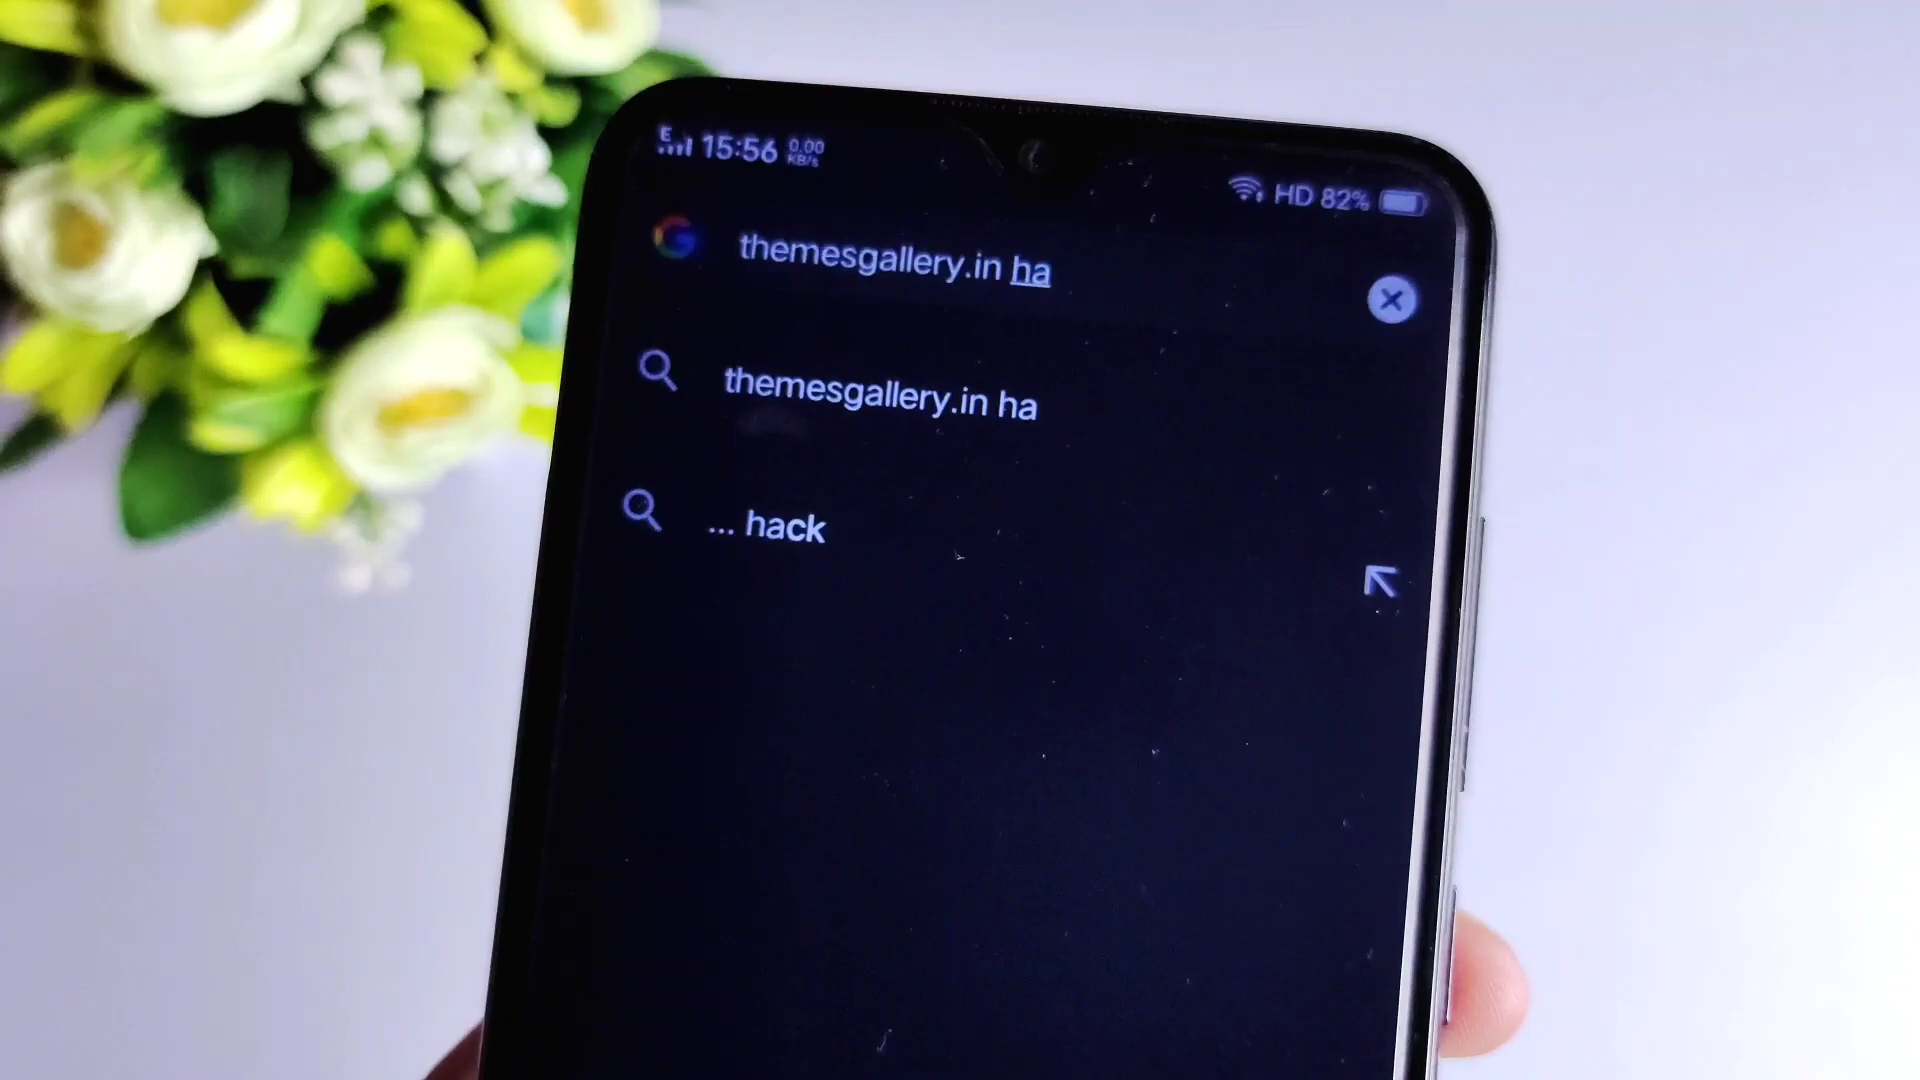 E 15:56 0.00 KB/s HD 82%
themesgallery.in ha
themesgallery.in ha
... hack